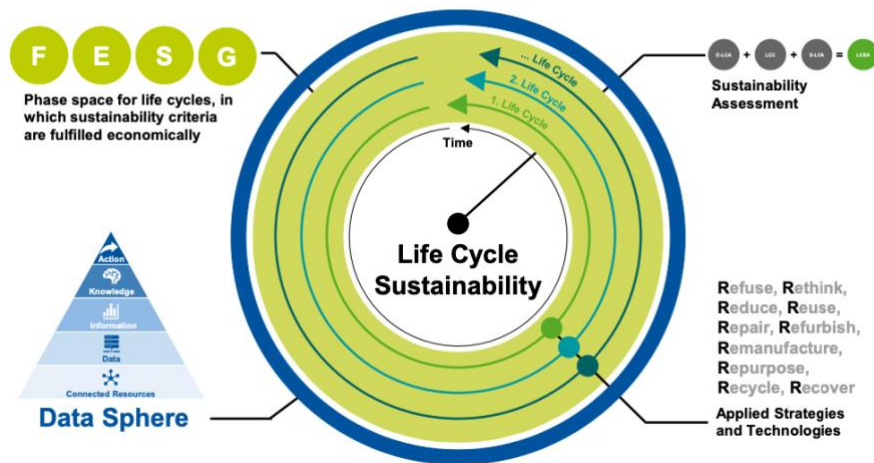 F E S G
Phase space for life cycles, in
which sustainability criteria
are fulfilled economically
... Life Cycle
2. Life Cycle
1. Life Cycle
Time
Life Cycle
Sustainability
E-LCA + LCC + S-LCA = LCSA
Sustainability
Assessment
Action
Knowledge
Information
Data
Connected Resources
Data Sphere
Refuse, Rethink,
Reduce, Reuse,
Repair, Refurbish,
Remanufacture,
Repurpose,
Recycle, Recover
Applied Strategies
and Technologies